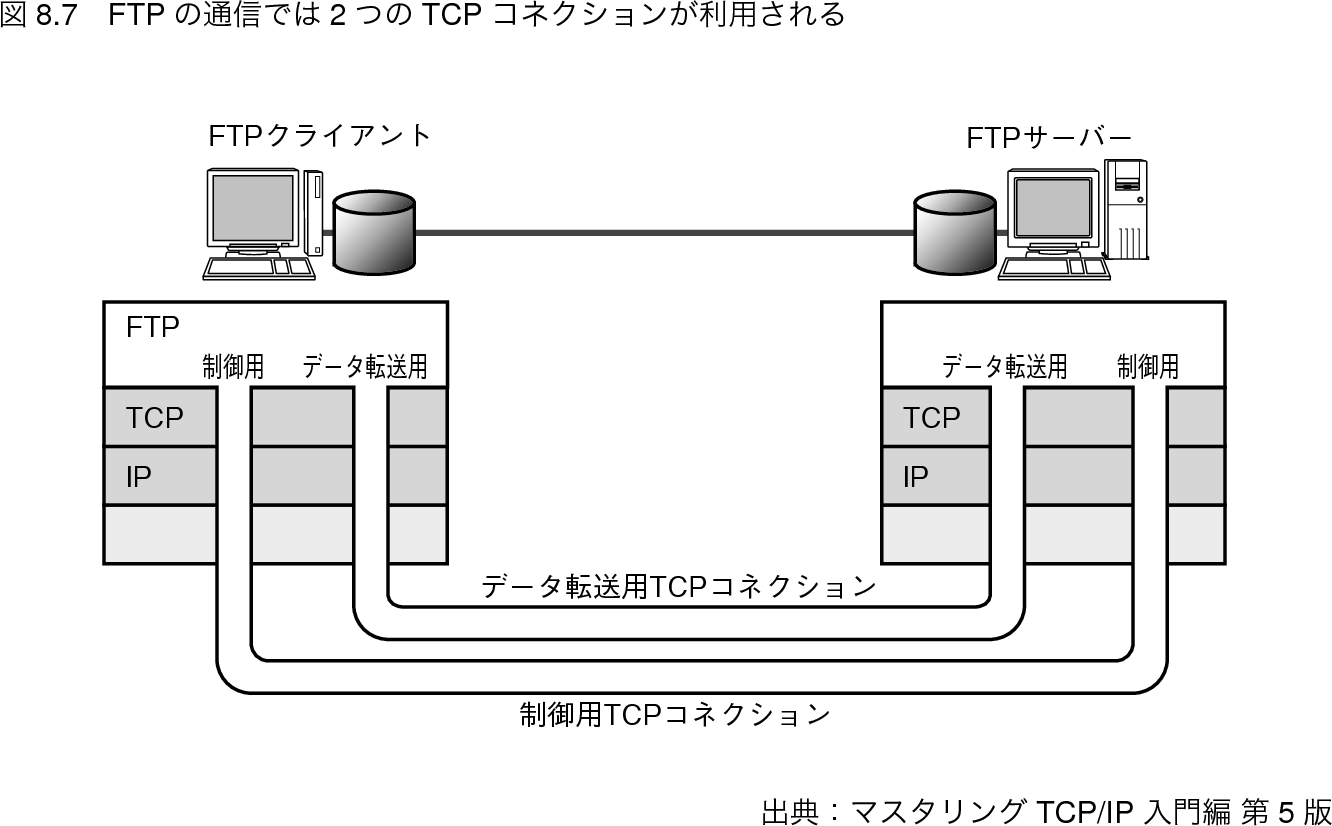 図 8.7 FTP の通信では 2 つの TCP コネクションが利用される
FTPクライアント
FTPサーバー
FTP
制御用 データ転送用
データ転送用 制御用
TCP
TCP
IP
IP
データ転送用TCPコネクション
制御用TCPコネクション
出典：マスタリング TCP/IP 入門編 第 5 版